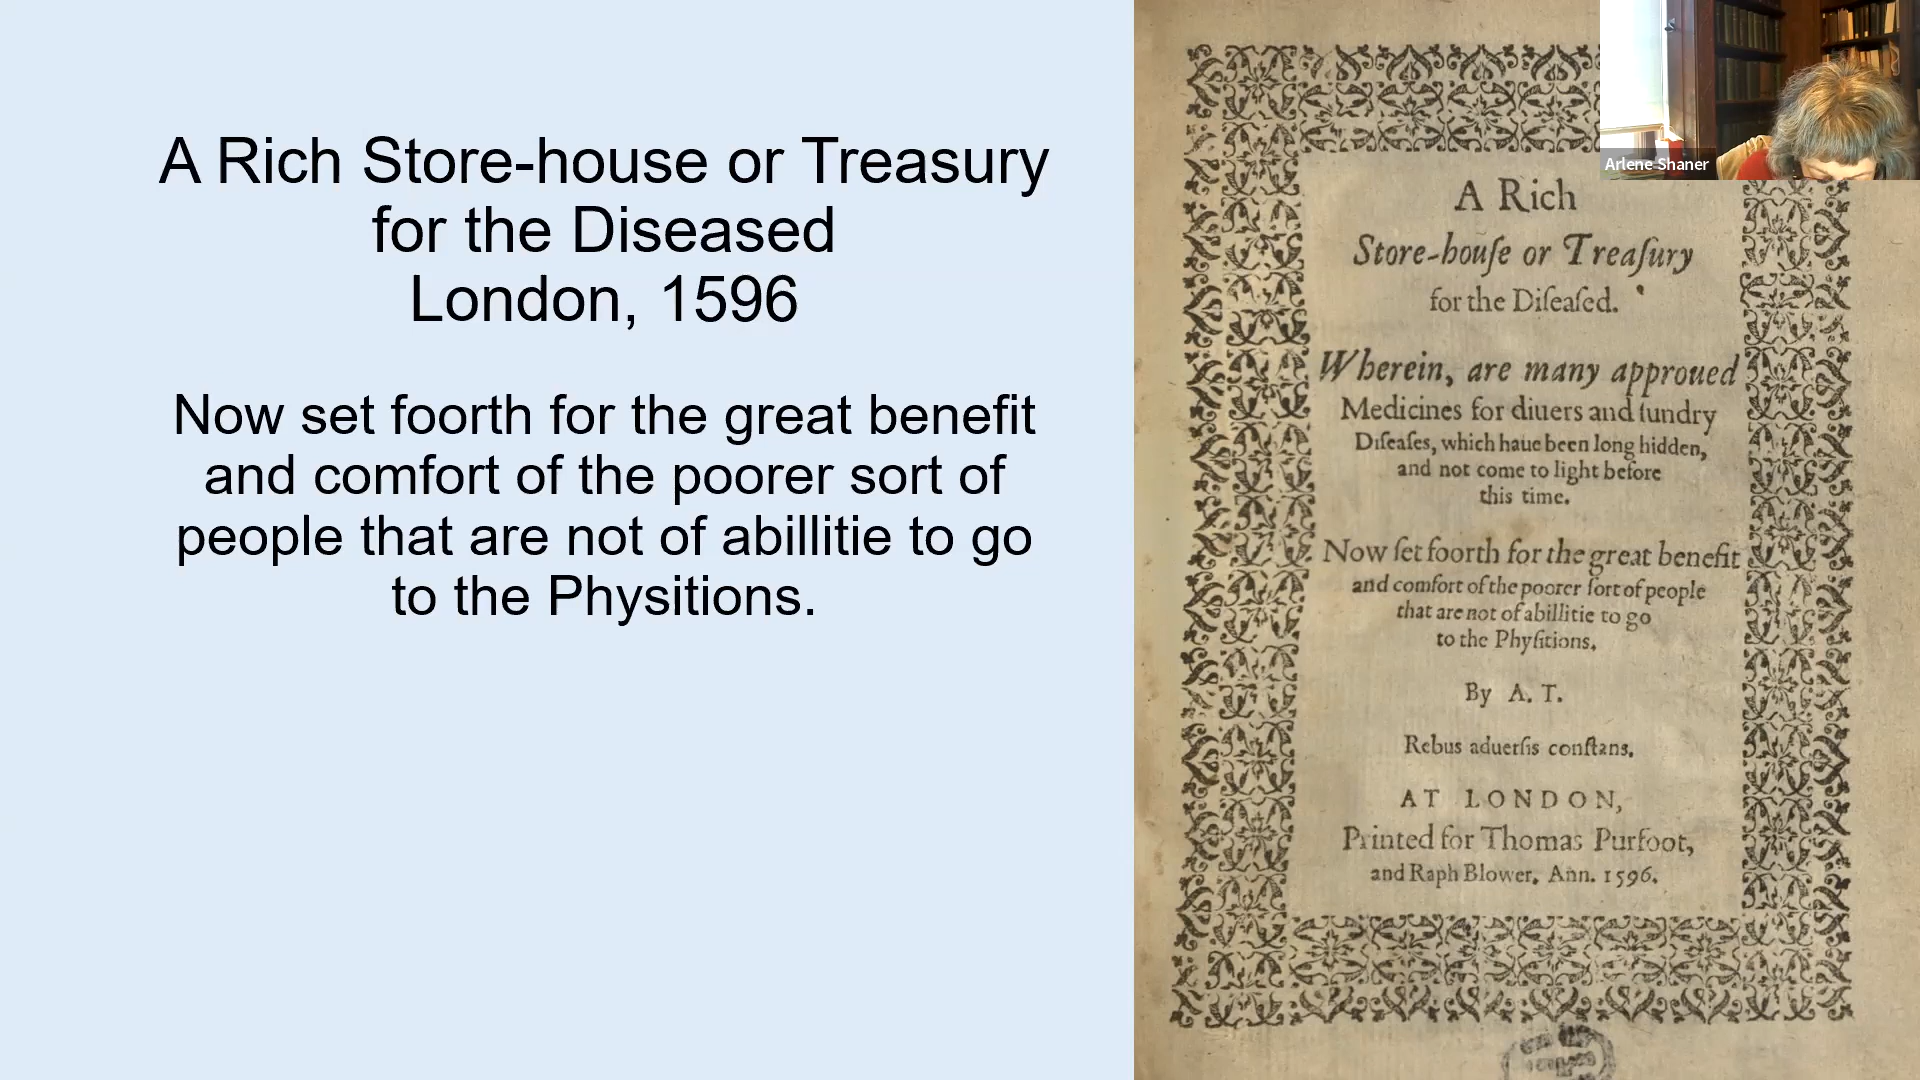 A Rich Store-house or Treasury
for the Diseased
London, 1596
Now set foorth for the great benefit
and comfort of the poorer sort of
people that are not of abillitie to go
to the Physitions.
Arlene Shaner
A Rich
Store-houſe or Treaſury
for the Diſeaſed.
Wherein, are many approued
Medicines for diuers and ſundry
Diſeaſes, which haue been long hidden,
and not come to light before
this time.
Now ſet foorth for the great benefit
and comfort of the poorer ſort of people
that are not of abillitie to go
to the Phyſitions.
By A. T.
Rebus aduerſis conſtans.
AT LONDON,
Printed for Thomas Purfoot,
and Raph Blower. Ann. 1596.